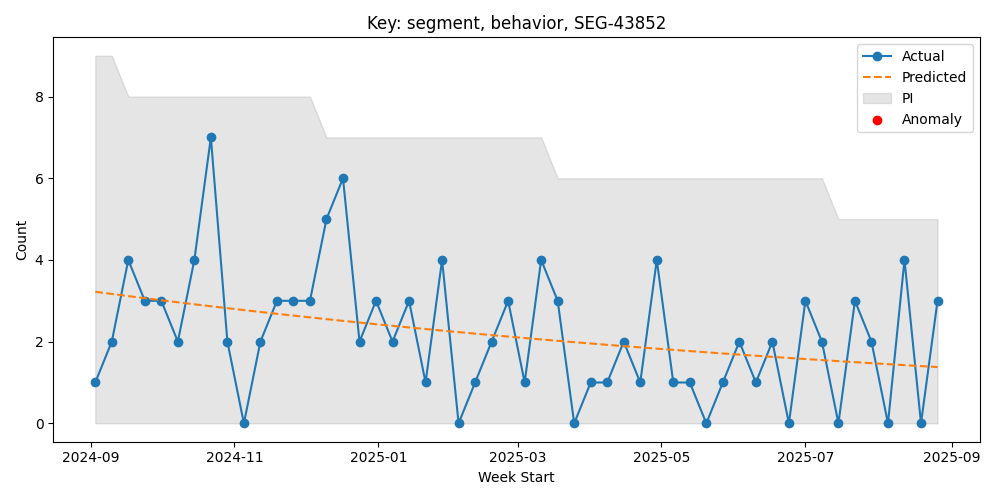 Key: segment, behavior, SEG-43852
Actual
Predicted
PI
Anomaly
Count
8
6
4
2
0
2024-09
2024-11
2025-01
2025-03
2025-05
2025-07
2025-09
Week Start